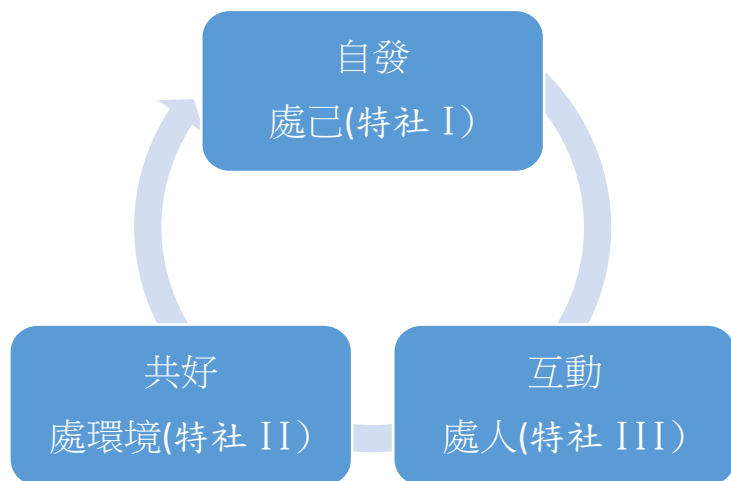 自發
處己(特社 I）
共好
處環境(特社 II）
互動
處人(特社 III）